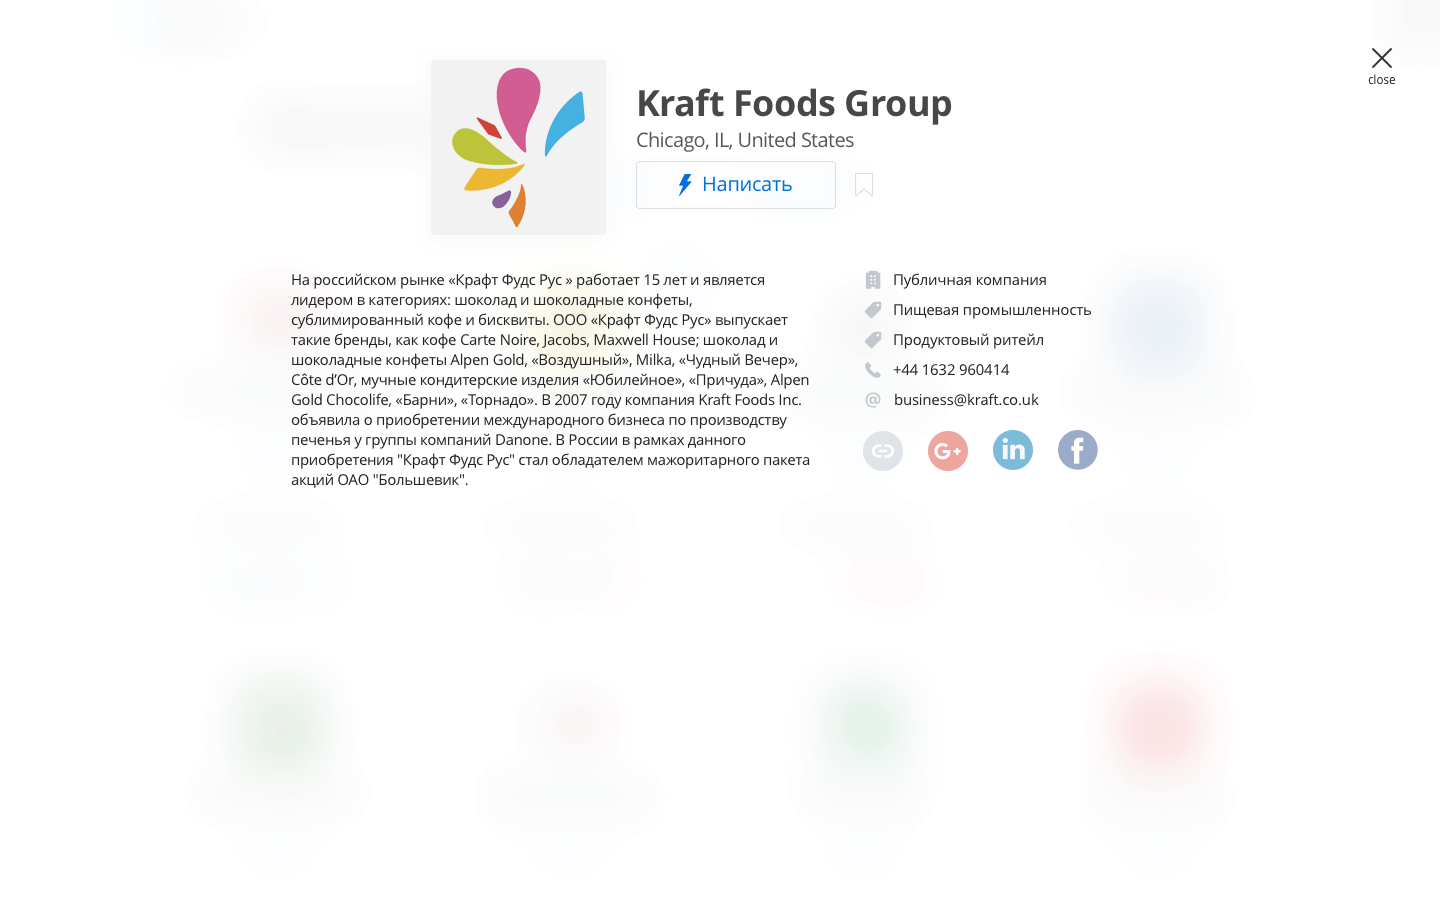 close
Kraft Foods Group
Chicago, IL, United States
Написать
На российском рынке «Крафт Фудс Рус » работает 15 лет и является
лидером в категориях: шоколад и шоколадные конфеты,
сублимированный кофе и бисквиты. ООО «Крафт Фудс Рус» выпускает
такие бренды, как кофе Carte Noire, Jacobs, Maxwell House; шоколад и
шоколадные конфеты Alpen Gold, «Воздушный», Milka, «Чудный Вечер»,
Côte d’Or, мучные кондитерские изделия «Юбилейное», «Причуда», Alpen
Gold Chocolife, «Барни», «Торнадо». В 2007 году компания Kraft Foods Inc.
объявила о приобретении международного бизнеса по производству
печенья у группы компаний Danone. В России в рамках данного
приобретения "Крафт Фудс Рус" стал обладателем мажоритарного пакета
акций ОАО "Большевик".
Публичная компания
Пищевая промышленность
Продуктовый ритейл
+44 1632 960414
@ business@kraft.co.uk
G+ in f